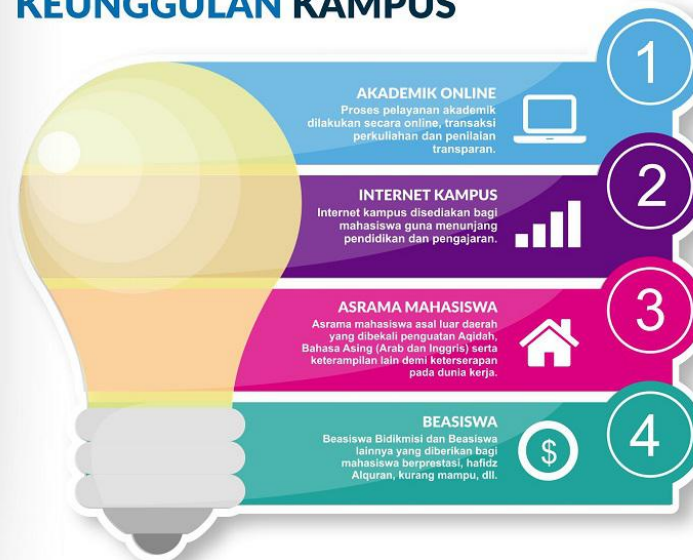 KEUNGGULAN KAMPUS
1
AKADEMIK ONLINE
Proses pelayanan akademik
dilakukan secara online, transaksi
perkuliahan dan penilaian
transparan.
2
INTERNET KAMPUS
Internet kampus disediakan bagi
mahasiswa guna menunjang
pendidikan dan pengajaran.
3
ASRAMA MAHASISWA
Asrama mahasiswa asal luar daerah
yang dibekali penguatan Aqidah,
Bahasa Asing (Arab dan Inggris) serta
keterampilan lain demi keterserapan
pada dunia kerja.
4
BEASISWA
Beasiswa Bidikmisi dan Beasiswa
lainnya yang diberikan bagi
mahasiswa berprestasi, hafidz
Alquran, kurang mampu, dll.
$